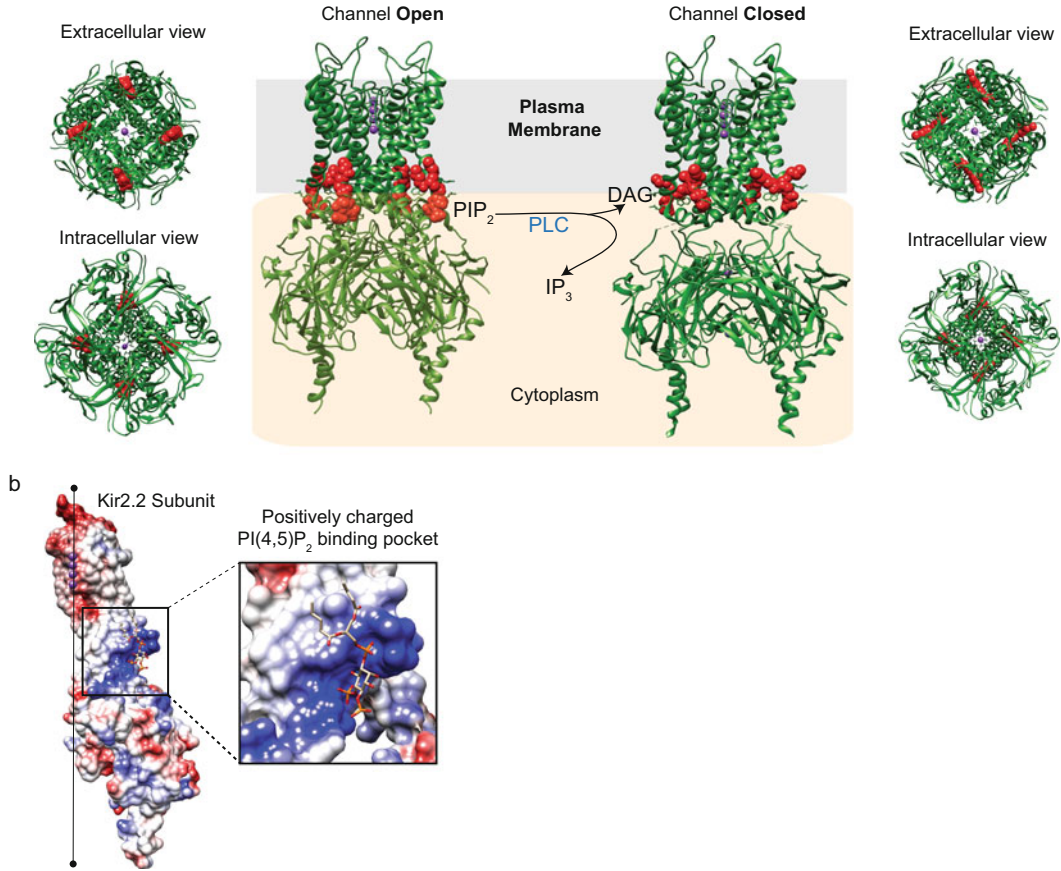 Channel Open
Channel Closed
Extracellular view
Extracellular view
Plasma
Membrane
PIP2
PLC
DAG
IP3
Intracellular view
Intracellular view
Cytoplasm
b
Kir2.2 Subunit
Positively charged
PI(4,5)P2 binding pocket